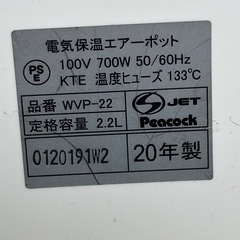 電気保温エアーポット
PS E 100V 700W 50/60Hz
KTE 温度ヒューズ 133℃
品番 WVP-22 JET
定格容量 2.2L Peacock
0120191W2 20年製